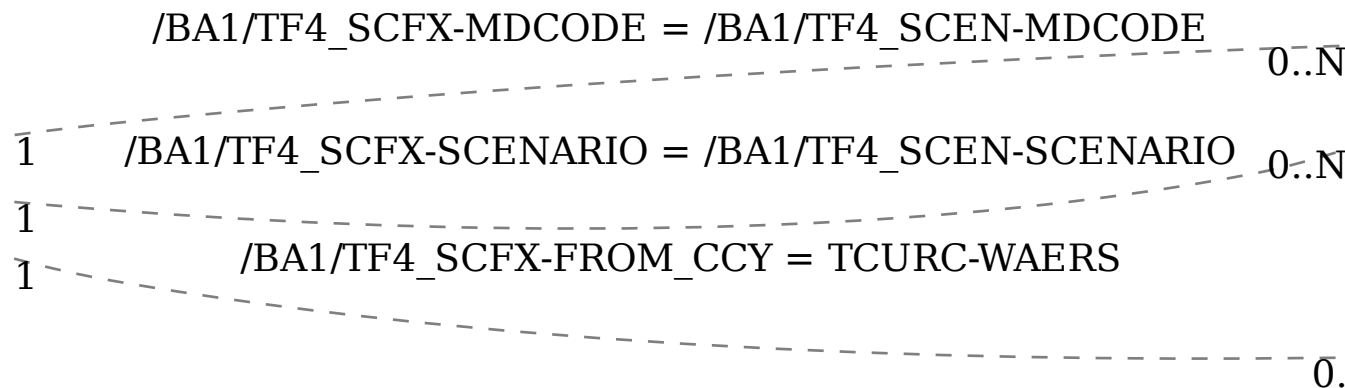 /BA1/TF4_SCFX-MDCODE = /BA1/TF4_SCEN-MDCODE
0..N
1
/BA1/TF4_SCFX-SCENARIO = /BA1/TF4_SCEN-SCENARIO
0..N
1
/BA1/TF4_SCFX-FROM_CCY = TCURC-WAERS
1
0.